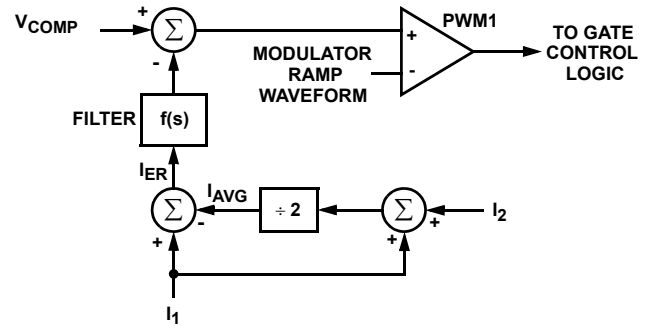 V_COMP
+
-
Σ
+
-
PWM1
TO GATE
CONTROL
LOGIC
MODULATOR
RAMP
WAVEFORM
FILTER
f(s)
I_ER
I_AVG
Σ
-
+
÷ 2
Σ
+
+
I_2
I_1